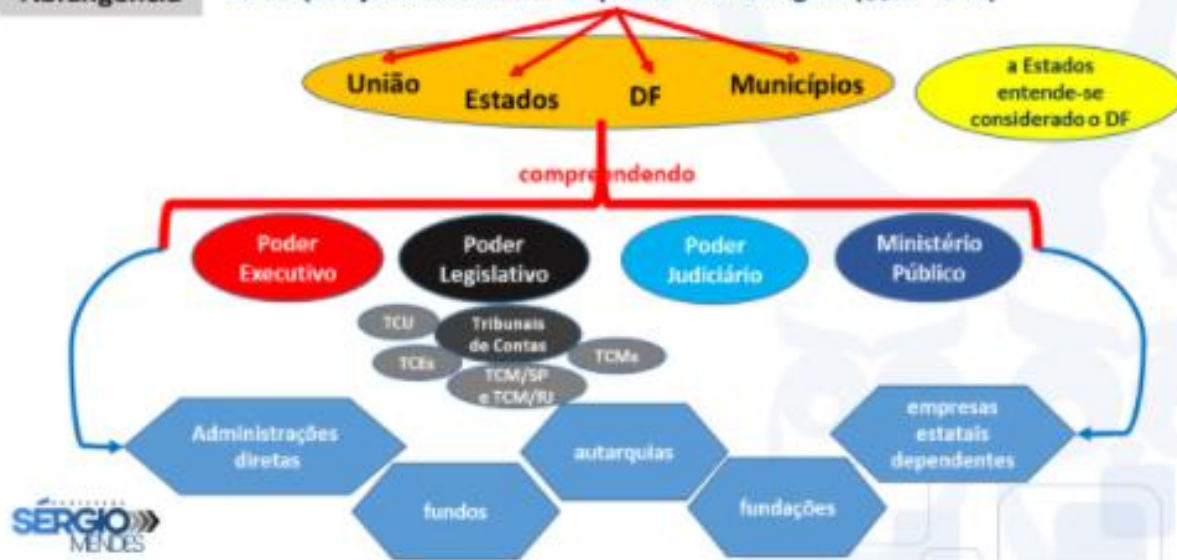 União
Estados
DF
Municípios
a Estados
entende-se
considerado o DF
compreendendo
Poder
Executivo
Poder
Legislativo
Poder
Judiciário
Ministério
Público
TCU
Tribunais
de Contas
TCEs
TCMs
TCM/SP
e TCM/RJ
Administrações
diretas
fundos
autarquias
fundações
empresas
estatais
dependentes
PROFESSOR
SÉRGIO
MENDES